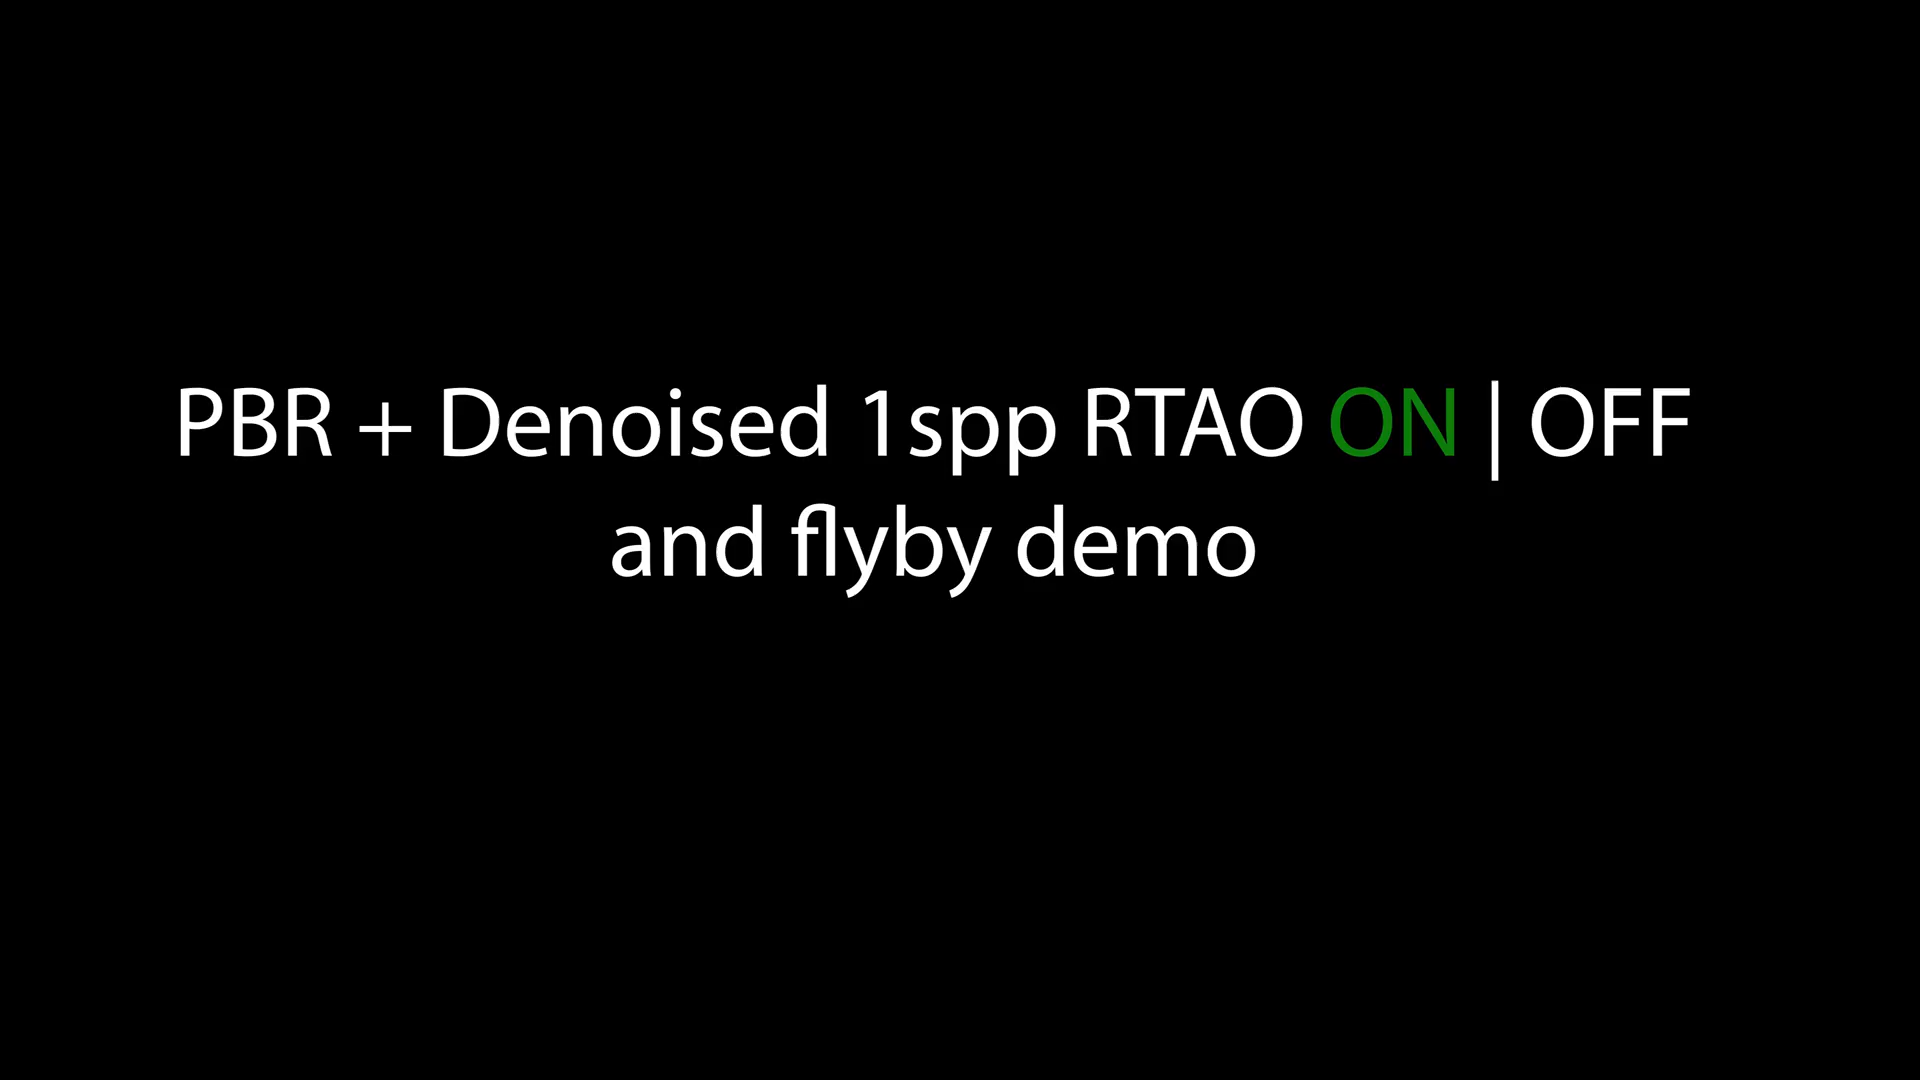 PBR + Denoised 1spp RTAO ON | OFF
and flyby demo